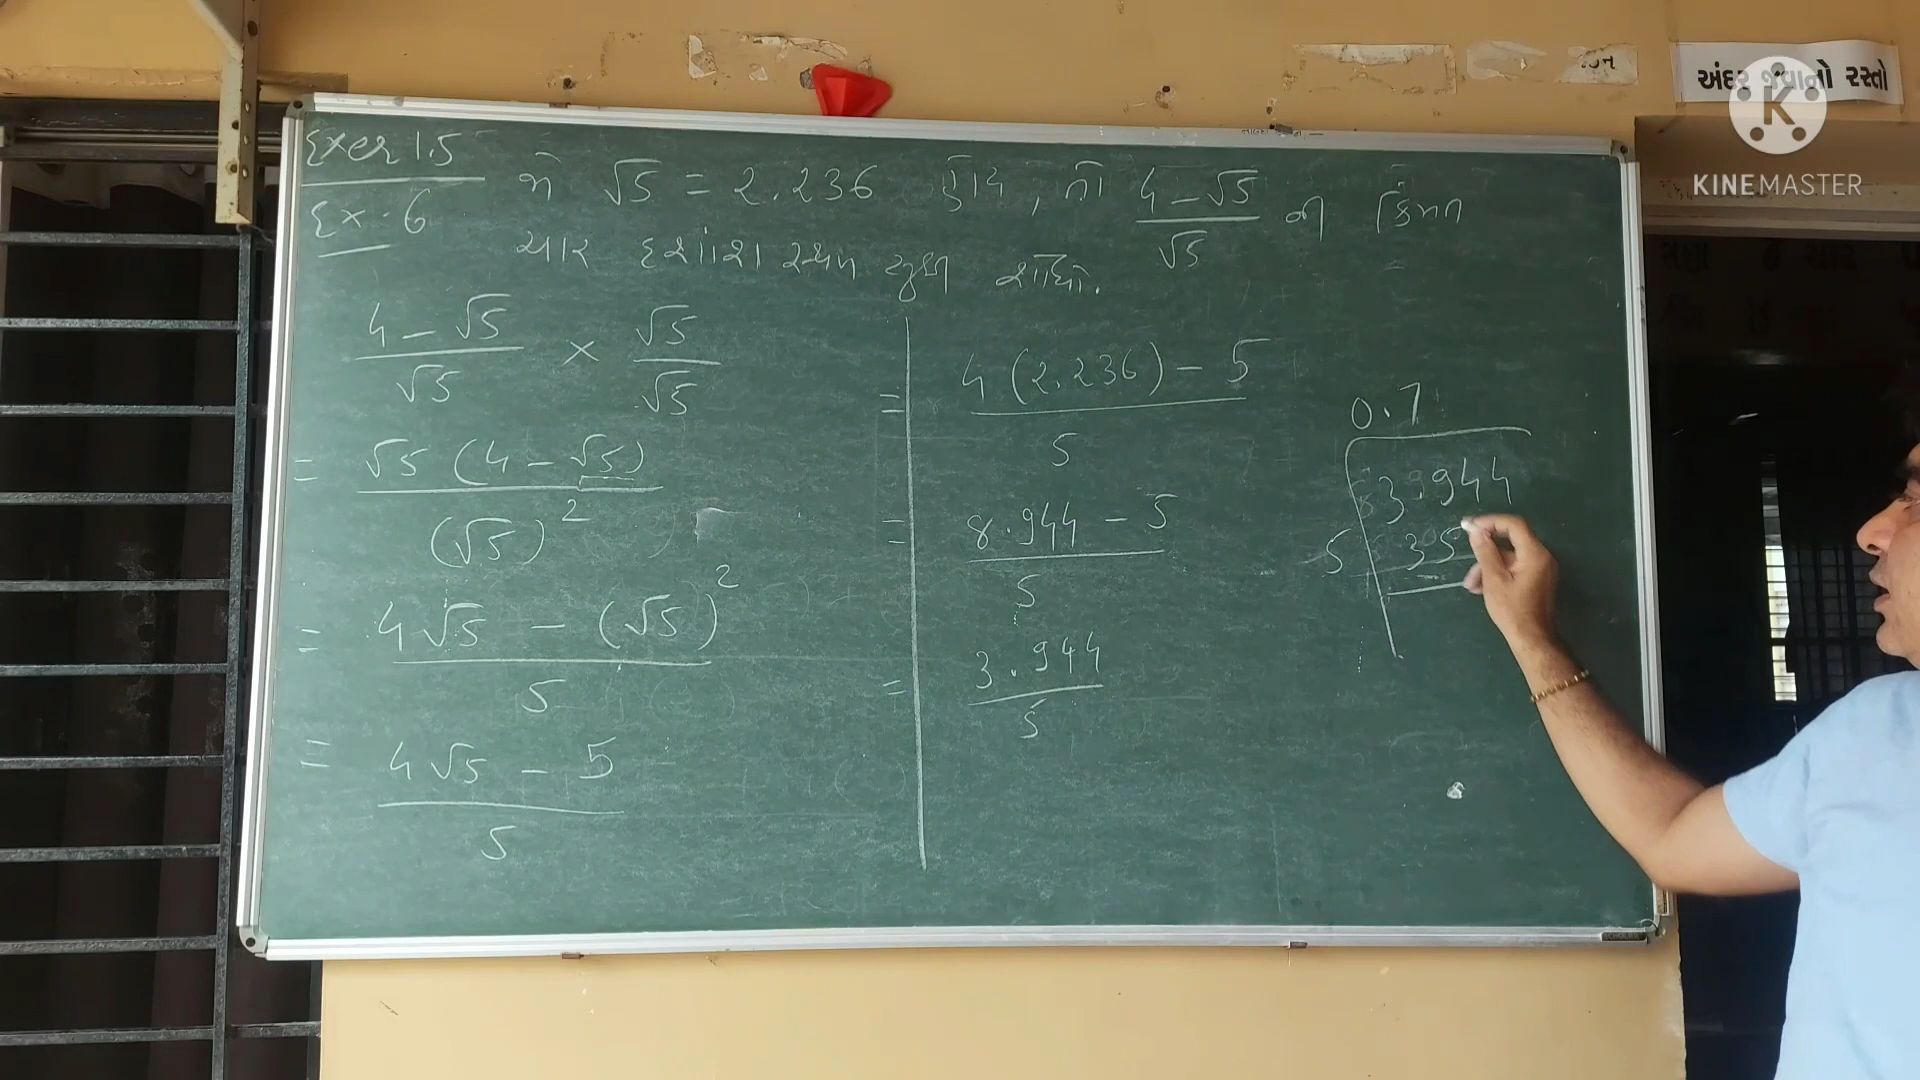 અંદર જવાનો રસ્તો
KINEMASTER
Exer 1.5
Ex - 6
જો √5 = 2.236 હોય, તો (4 - √5)/√5 ની કિંમત
ચાર દશાંશ સ્થળ સુધી શોધો.
(4 - √5)/√5 × √5/√5
= √5 (4 - √5)/(√5)²
= (4√5 - (√5)²)/5
= (4√5 - 5)/5
= (4(2.236) - 5)/5
= (8.944 - 5)/5
= 3.944/5
0.7
5 3944
35